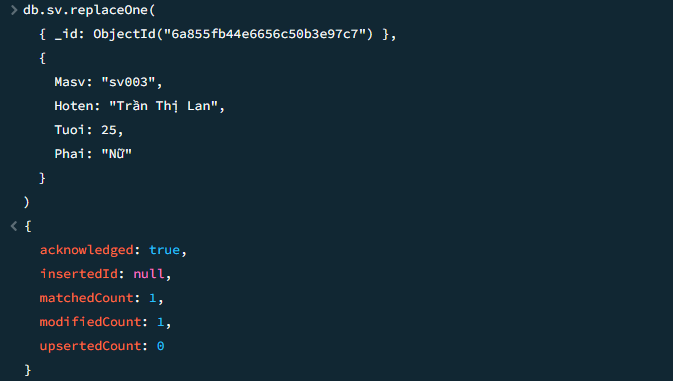 > db.sv.replaceOne(
{ _id: ObjectId("6a855fb44e6656c50b3e97c7") },
{
Masv: "sv003",
Hoten: "Trần Thị Lan",
Tuoi: 25,
Phai: "Nữ"
}
)
< {
acknowledged: true,
insertedId: null,
matchedCount: 1,
modifiedCount: 1,
upsertedCount: 0
}